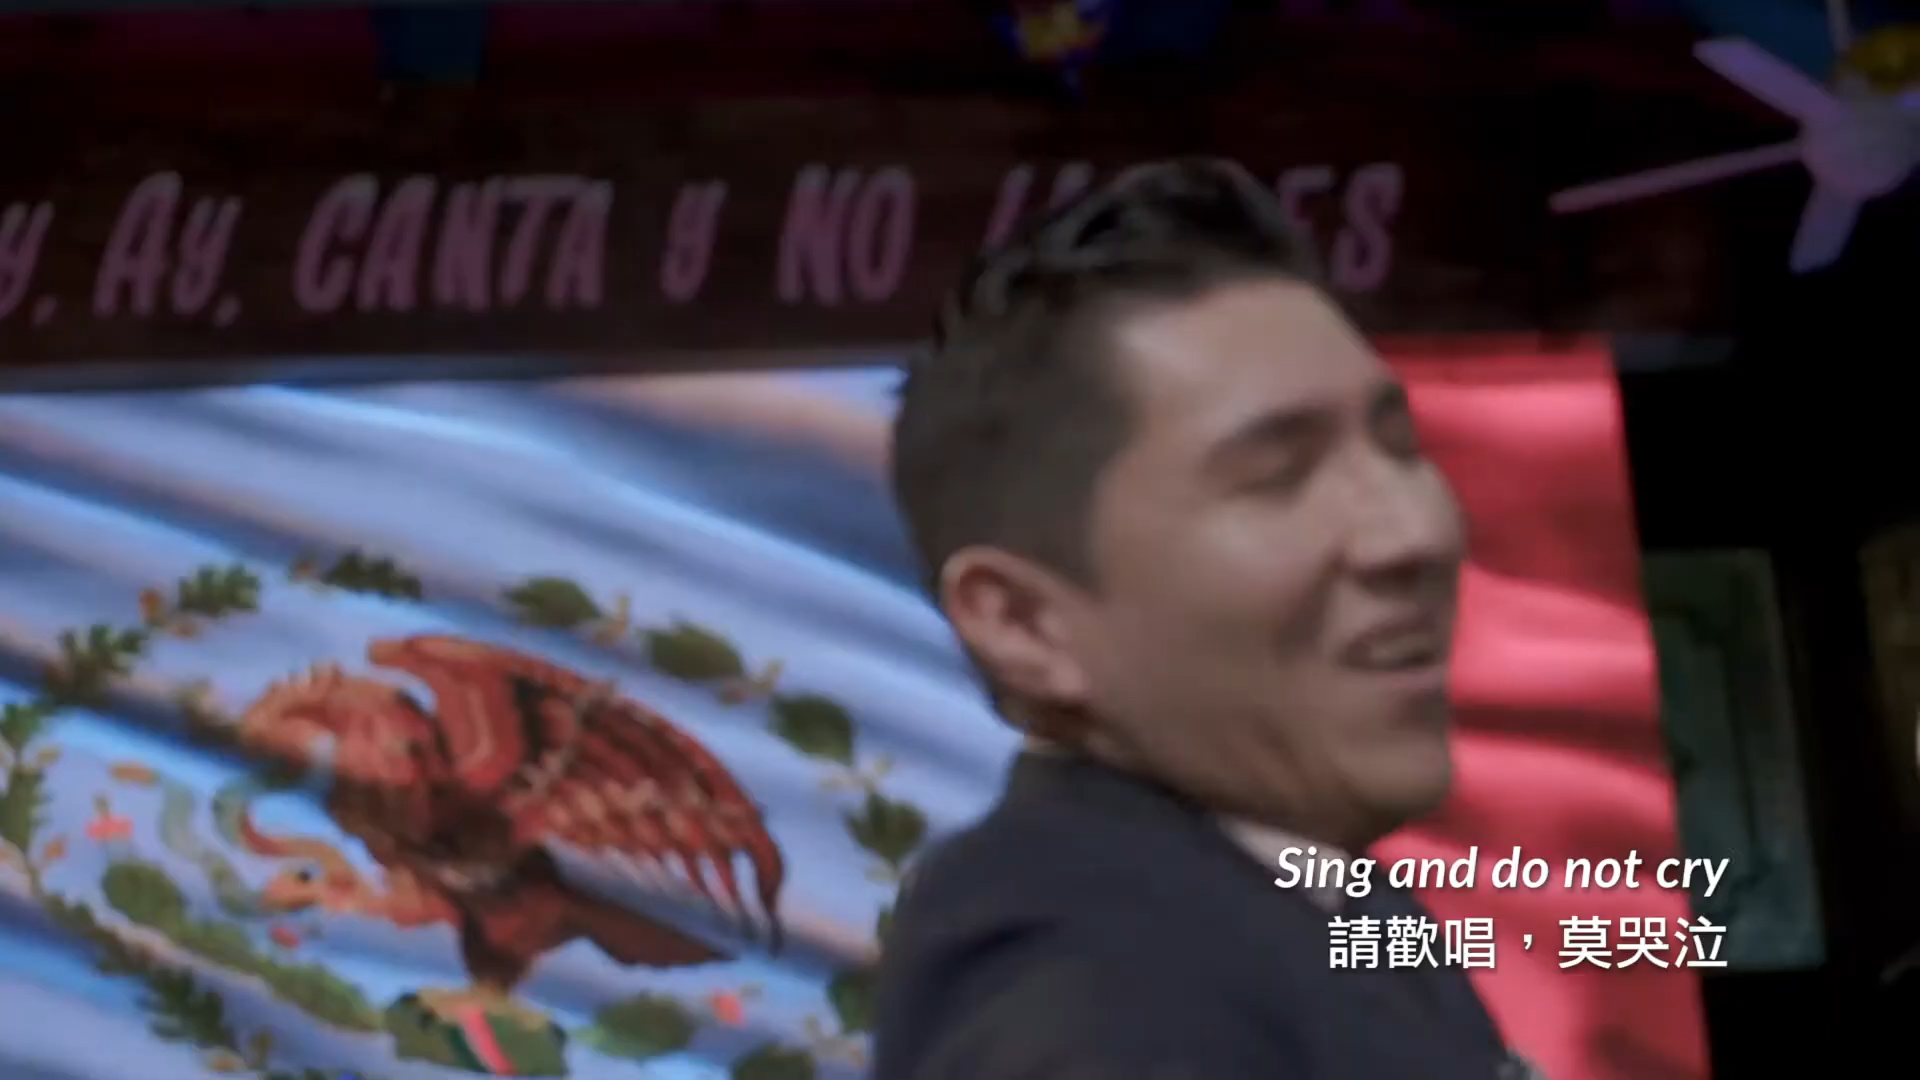 y, Ay, CANTA y NO
Sing and do not cry
請歡唱，莫哭泣